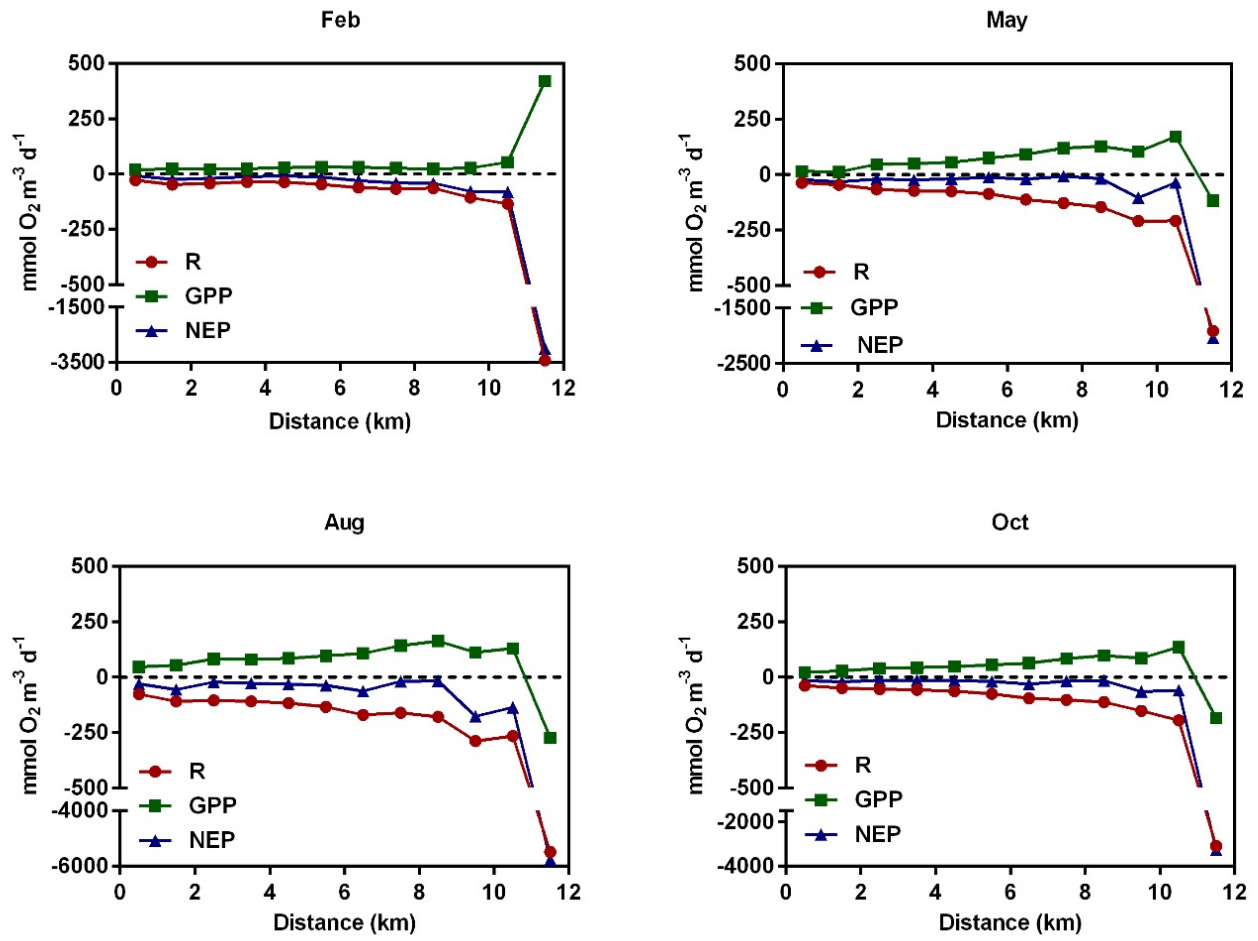 Feb
mmol O2 m-3 d-1
500
250
0
-250
-500
-1500
-3500
R
GPP
NEP
0 2 4 6 8 10 12
Distance (km)
May
mmol O2 m-3 d-1
500
250
0
-250
-500
-1500
-2500
R
GPP
NEP
0 2 4 6 8 10 12
Distance (km)
Aug
mmol O2 m-3 d-1
500
250
0
-250
-500
-4000
-6000
R
GPP
NEP
0 2 4 6 8 10 12
Distance (km)
Oct
mmol O2 m-3 d-1
500
250
0
-250
-500
-2000
-4000
R
GPP
NEP
0 2 4 6 8 10 12
Distance (km)